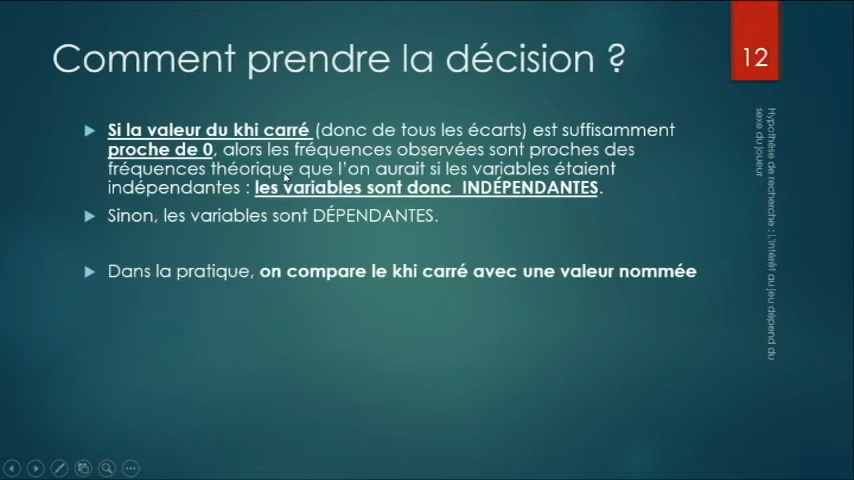 Comment prendre la décision ?
12
Si la valeur du khi carré (donc de tous les écarts) est suffisamment
proche de 0, alors les fréquences observées sont proches des
fréquences théorique que l'on aurait si les variables étaient
indépendantes : les variables sont donc INDÉPENDANTES.
Sinon, les variables sont DÉPENDANTES.
Dans la pratique, on compare le khi carré avec une valeur nommée
Hypothèse de recherche : L'intérêt au jeu dépend du
sexe du joueur